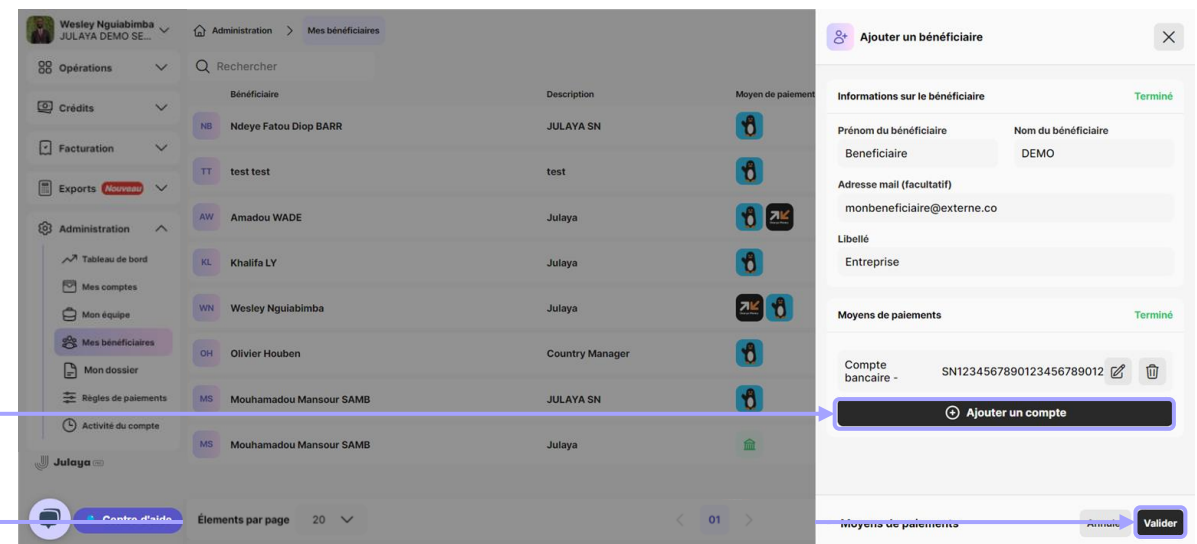 Wesley Nguiabimba
JULAYA DEMO SE...
Opérations
Crédits
Facturation
Exports Nouveau
Administration
Tableau de bord
Mes comptes
Mon équipe
Mes bénéficiaires
Mon dossier
Règles de paiements
Activité du compte
Julaya
Centre d'aide
Administration > Mes bénéficiaires
Rechercher
Bénéficiaire Description Moyen de paiement
NB Ndeye Fatou Diop BARR JULAYA SN
TT test test test
AW Amadou WADE Julaya
KL Khalifa LY Julaya
WN Wesley Nguiabimba Julaya
OH Olivier Houben Country Manager
MS Mouhamadou Mansour SAMB JULAYA SN
MS Mouhamadou Mansour SAMB Julaya
Élements par page 20 < 01 >
Ajouter un bénéficiaire
Informations sur le bénéficiaire Terminé
Prénom du bénéficiaire Nom du bénéficiaire
Beneficiaire DEMO
Adresse mail (facultatif)
monbeneficiaire@externe.co
Libellé
Entreprise
Moyens de paiements Terminé
Compte
bancaire - SN1234567890123456789012
Ajouter un compte
Moyens de paiements Annuler Valider